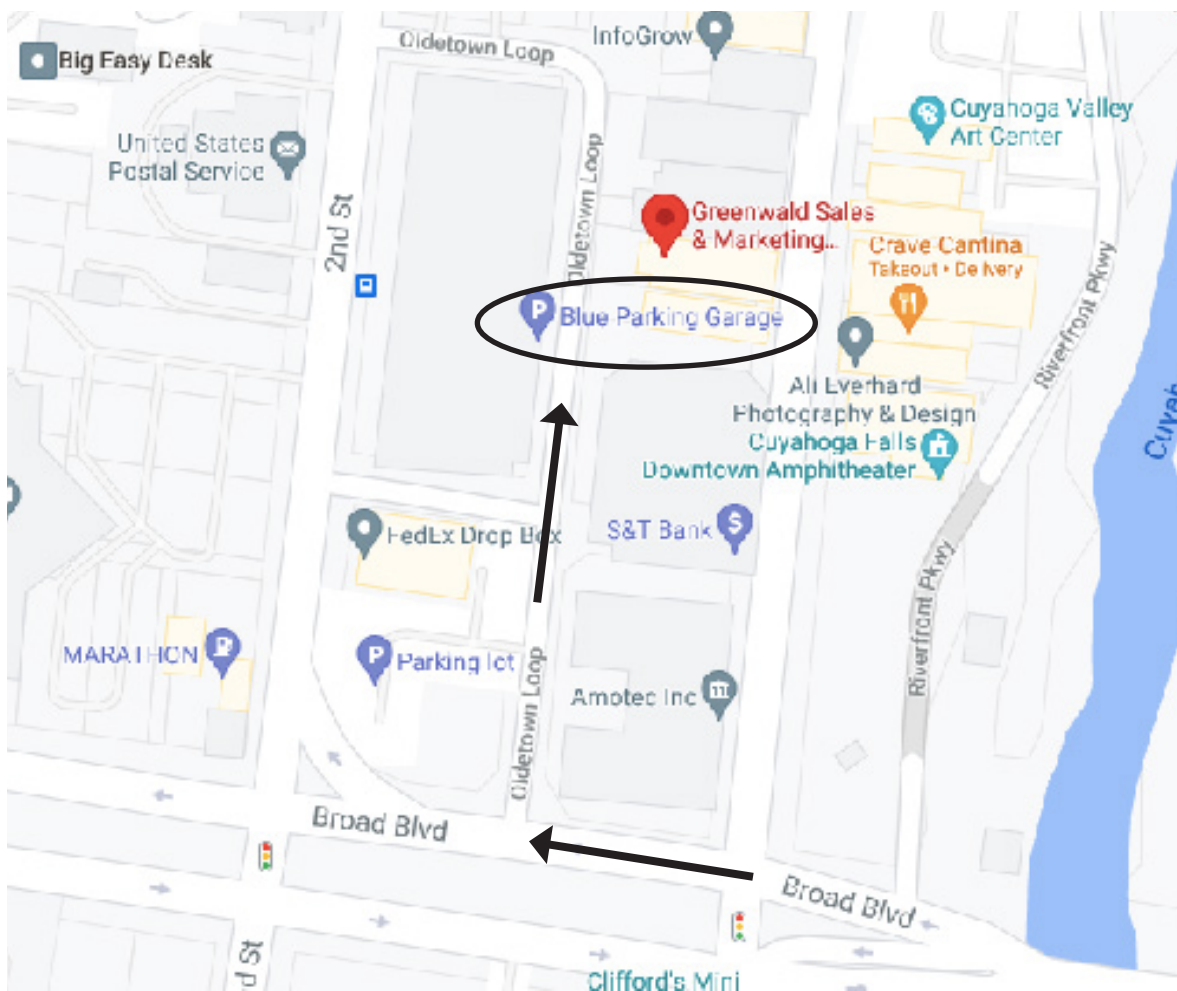 Oldetown Loop
InfoGrow
Big Easy Desk
Cuyahoga Valley
Art Center
United States
Postal Service
Oldetown Loop
2nd St
Greenwald Sales
& Marketing...
Crave Cantina
Takeout • Delivery
Riverfront Pkwy
P
Blue Parking Garage
Ali Everhard
Photography & Design
Cuyahoga Falls
Downtown Amphitheater
Cuyah
FedEx Drop Box
S&T Bank
$
Riverfront Pkwy
MARATHON
P
Parking lot
Amotec Inc
Oldetown Loop
Broad Blvd
Broad Blvd
d St
Clifford's Mini